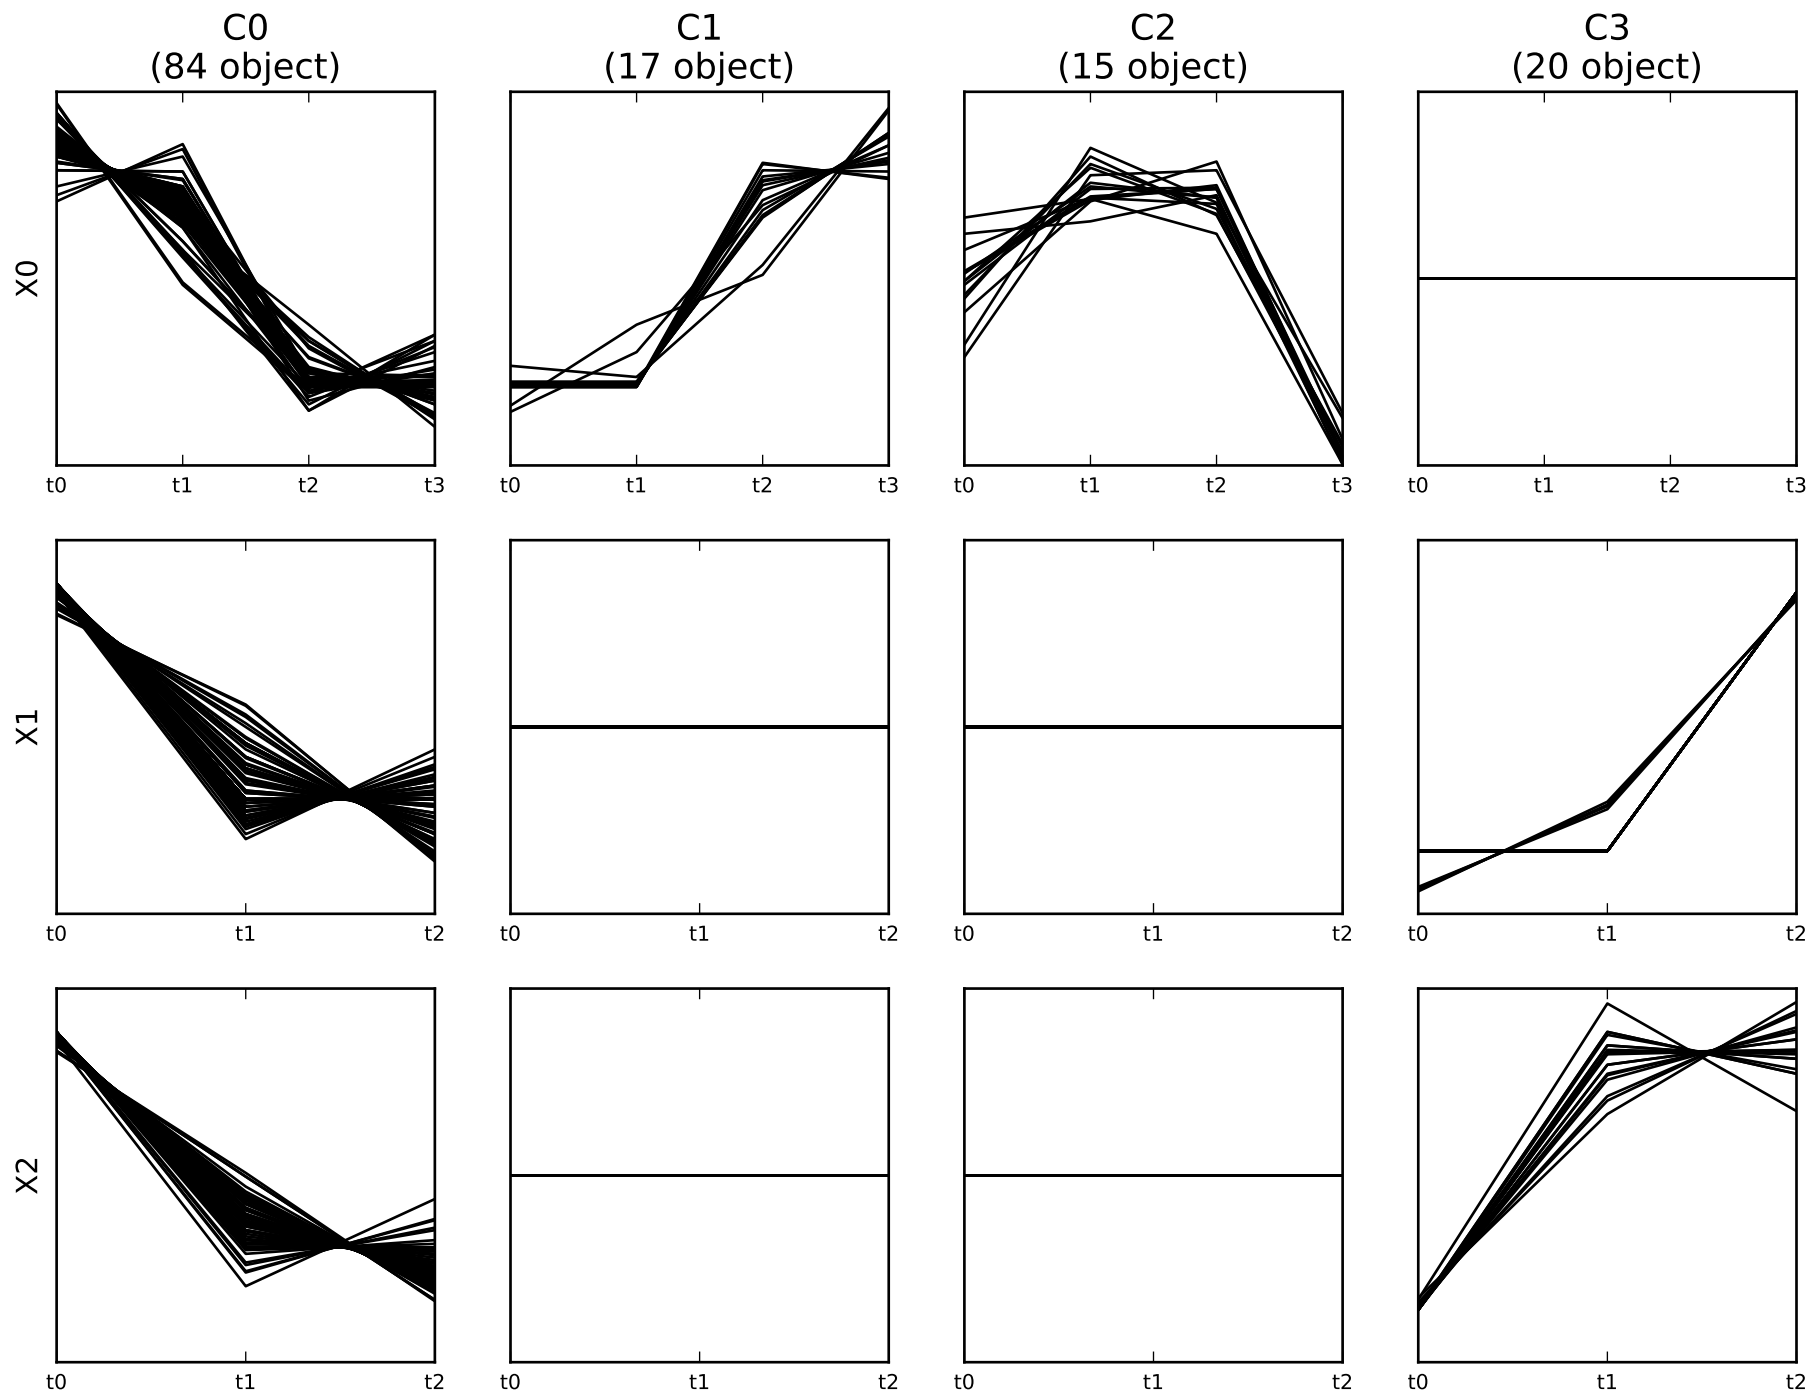 C0
(84 object)
C1
(17 object)
C2
(15 object)
C3
(20 object)
X0
t0 t1 t2 t3
t0 t1 t2 t3
t0 t1 t2 t3
t0 t1 t2 t3
X1
t0 t1 t2
t0 t1 t2
t0 t1 t2
t0 t1 t2
X2
t0 t1 t2
t0 t1 t2
t0 t1 t2
t0 t1 t2